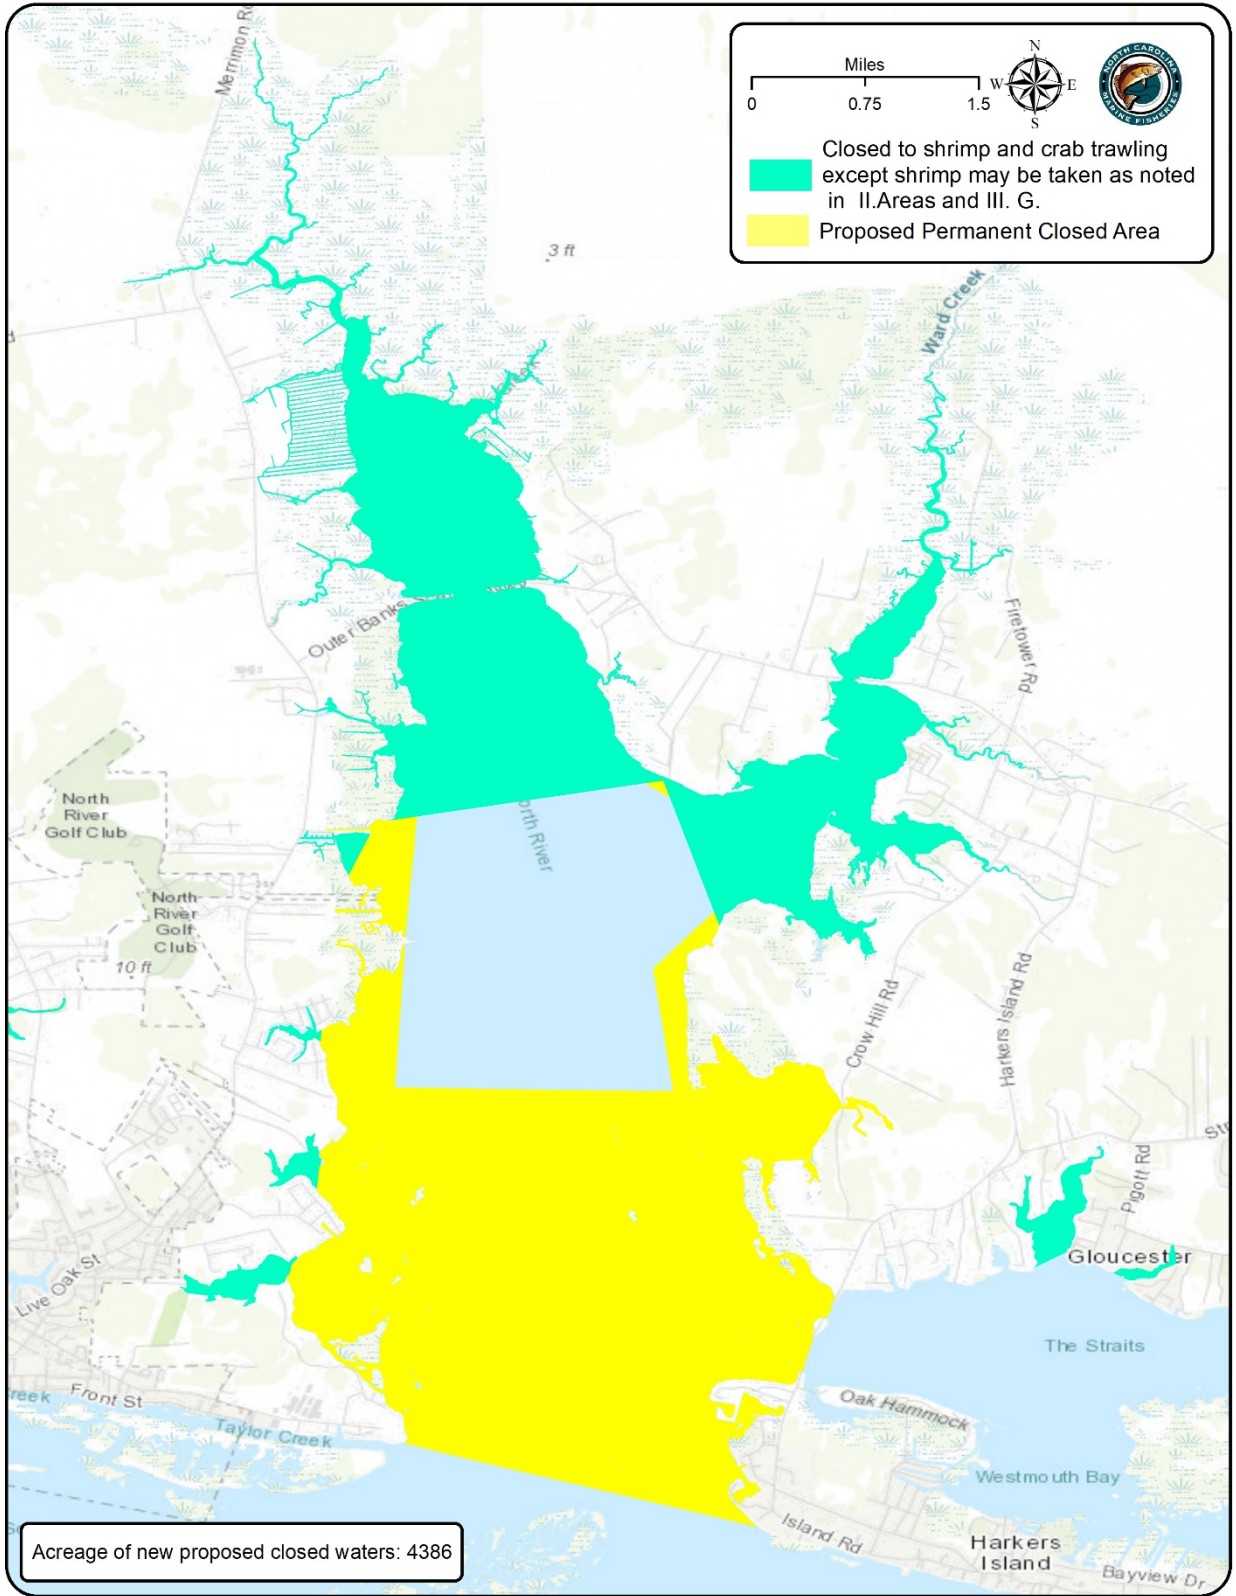 Merrimon Rd
Miles
0
0.75
1.5
N
W
E
S
NORTH CAROLINA
MARINE FISHERIES
Closed to shrimp and crab trawling
except shrimp may be taken as noted
in II.Areas and III. G.
Proposed Permanent Closed Area
3 ft
Ward Creek
Outer Banks
Firetower Rd
North
River
Golf Club
orth River
North
River
Golf
Club
10 ft
Crow Hill Rd
Harkers Island Rd
Str
Pigott Rd
Gloucester
Live Oak St
The Straits
reek
Front St
Taylor Creek
Oak Hammock
Westmouth Bay
Island Rd
Harkers
Island
Bayview Dr
Acreage of new proposed closed waters: 4386